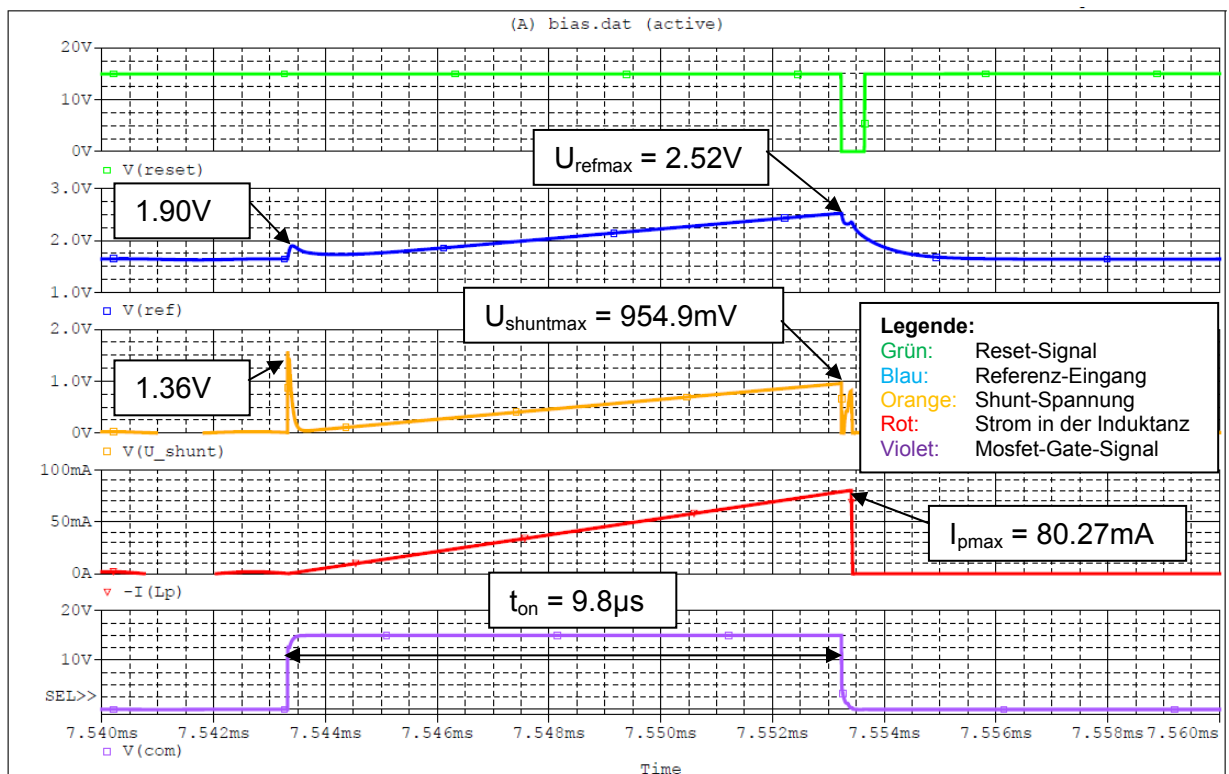 (A) bias.dat (active)
20V
10V
0V
V(reset)
U_refmax = 2.52V
3.0V
2.0V
1.0V
1.90V
V(ref)
U_shuntmax = 954.9mV
2.0V
1.0V
0V
1.36V
V(U_shunt)
Legende:
Grün: Reset-Signal
Blau: Referenz-Eingang
Orange: Shunt-Spannung
Rot: Strom in der Induktanz
Violet: Mosfet-Gate-Signal
100mA
50mA
0A
I_pmax = 80.27mA
-I(Lp)
t_on = 9.8µs
20V
10V
SEL>>
7.540ms 7.542ms 7.544ms 7.546ms 7.548ms 7.550ms 7.552ms 7.554ms 7.556ms 7.558ms 7.560ms
V(com)
Time